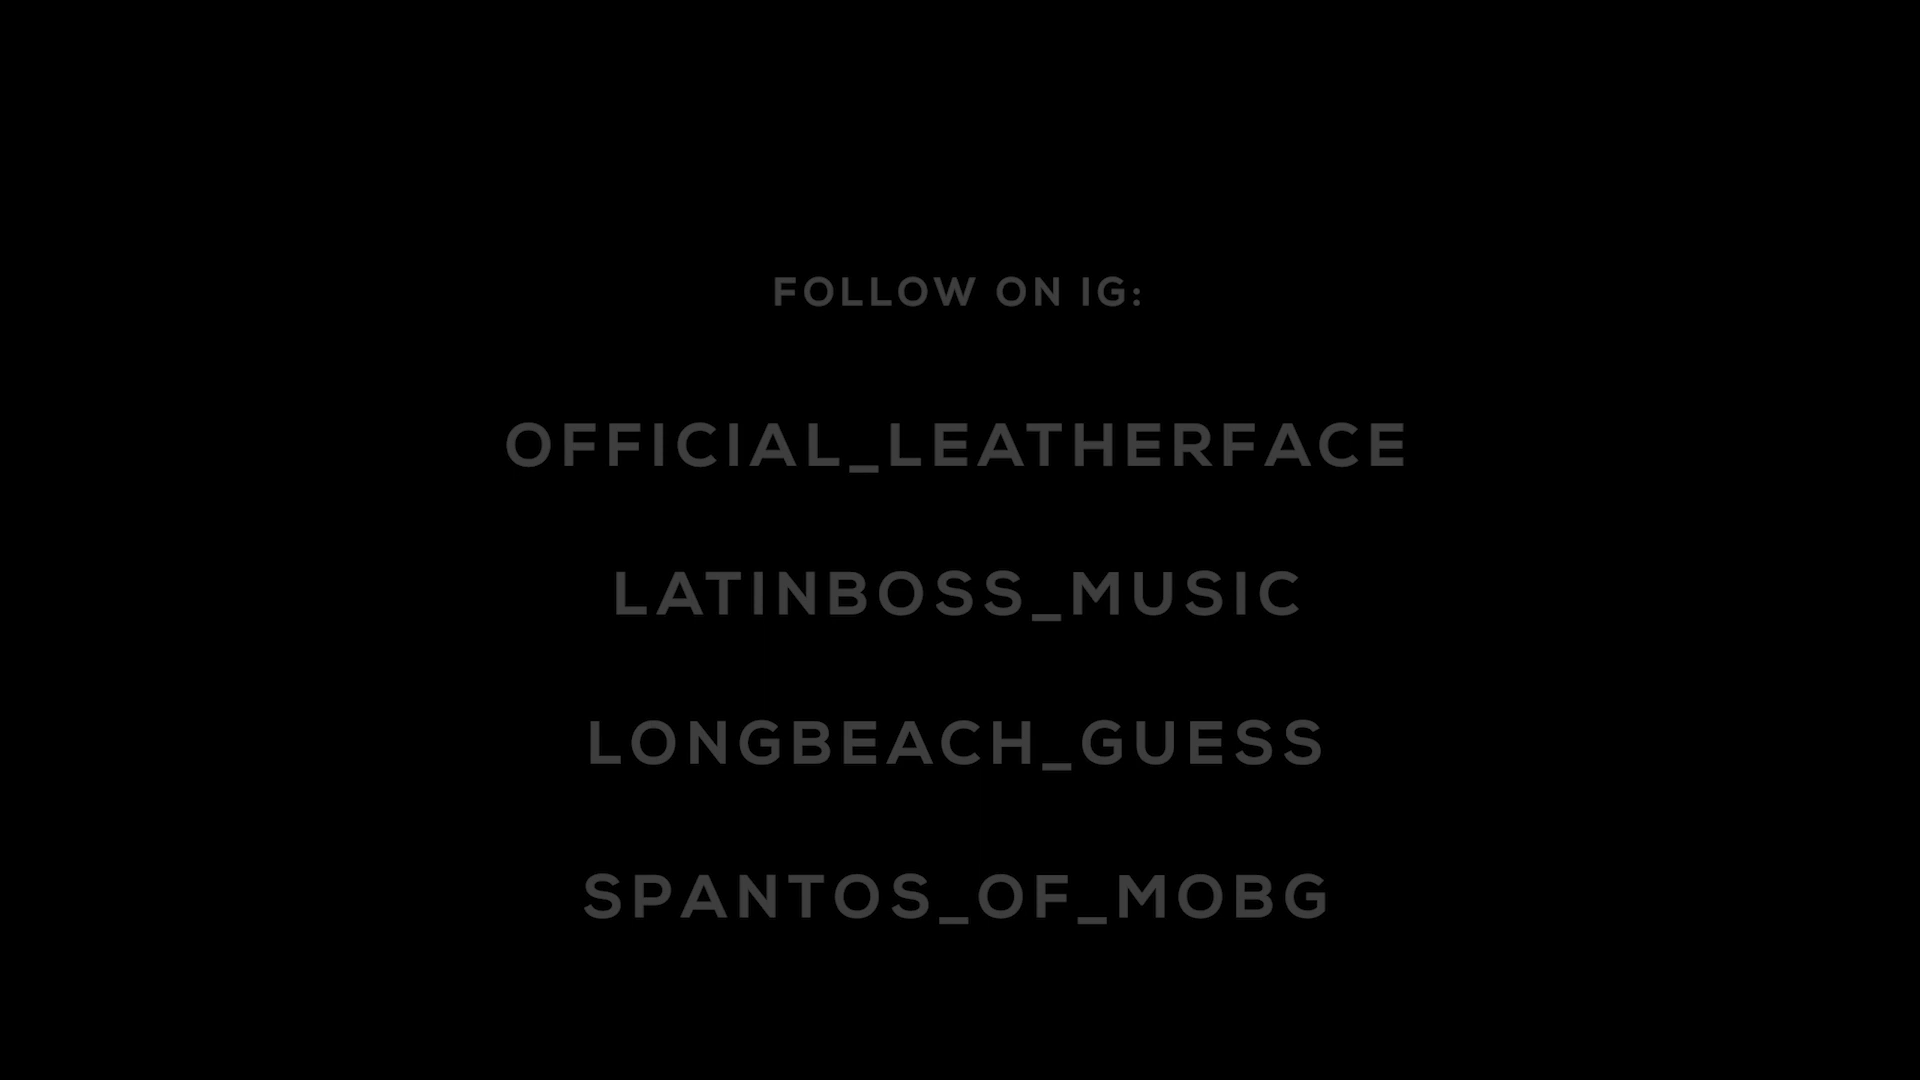 FOLLOW ON IG:
OFFICIAL_LEATHERFACE
LATINBOSS_MUSIC
LONGBEACH_GUESS
SPANTOS_OF_MOBG